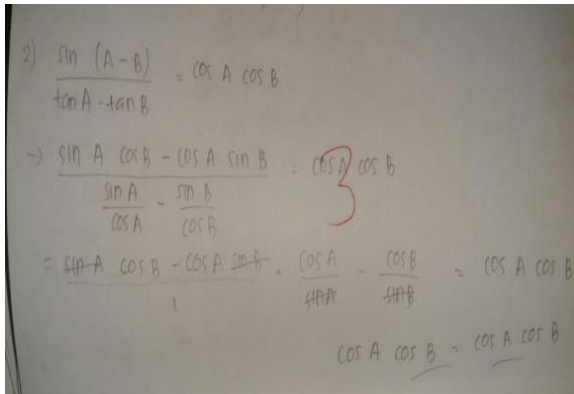 2) sin (A - B) / tan A - tan B = cos A cos B
→ sin A cos B - cos A sin B / sin A / cos A - sin B / cos B = cos A cos B
3
= sin A cos B - cos A sin B / 1 · cos A / sin A - cos B / sin B = cos A cos B
cos A cos B = cos A cos B